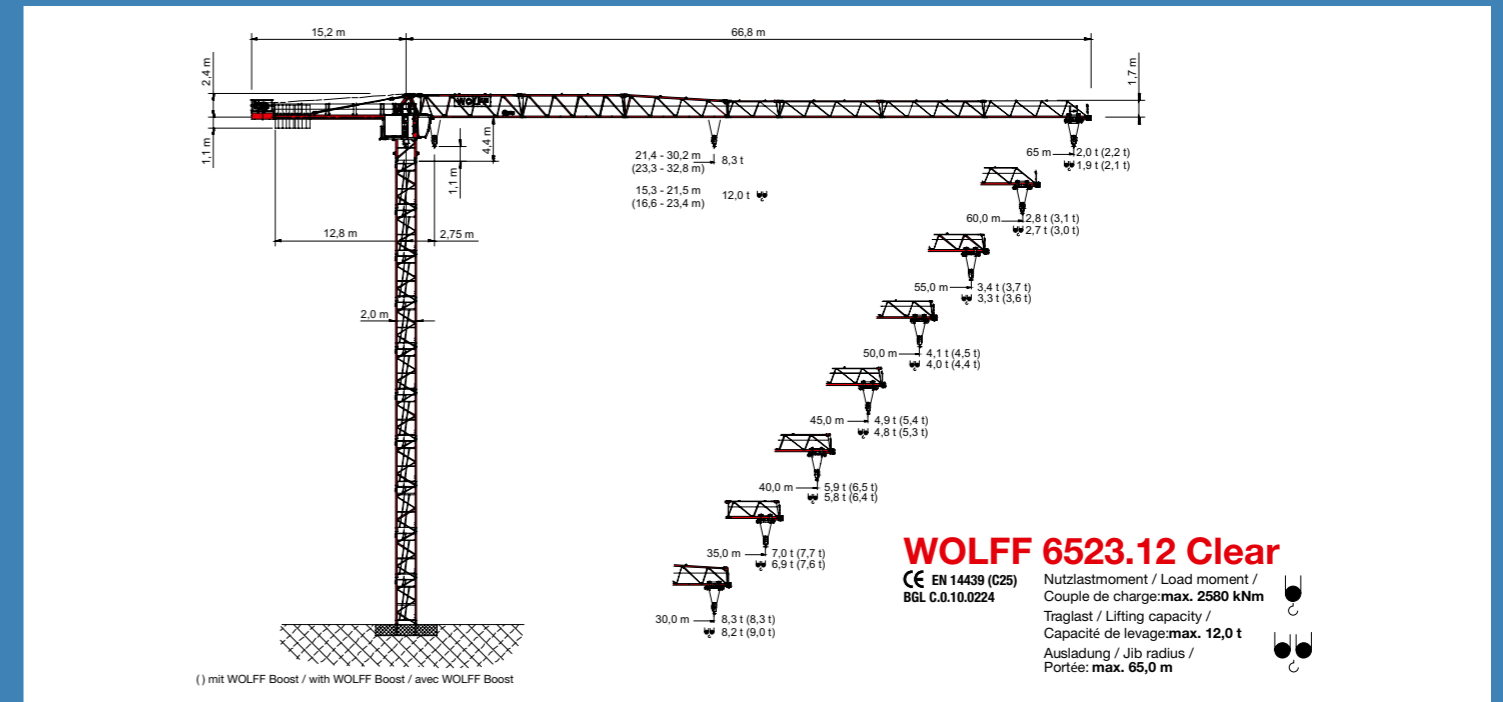 15,2 m
66,8 m
2,4 m
1,7 m
WOLFF
1,1 m
4,4 m
1,1 m
21,4 - 30,2 m
(23,3 - 32,8 m)
8,3 t
15,3 - 21,5 m
(16,6 - 23,4 m)
12,0 t
65 m
2,0 t (2,2 t)
1,9 t (2,1 t)
12,8 m
2,75 m
60,0 m
2,8 t (3,1 t)
2,7 t (3,0 t)
55,0 m
3,4 t (3,7 t)
3,3 t (3,6 t)
2,0 m
50,0 m
4,1 t (4,5 t)
4,0 t (4,4 t)
45,0 m
4,9 t (5,4 t)
4,8 t (5,3 t)
40,0 m
5,9 t (6,5 t)
5,8 t (6,4 t)
35,0 m
7,0 t (7,7 t)
6,9 t (7,6 t)
30,0 m
8,3 t (8,3 t)
8,2 t (9,0 t)
WOLFF 6523.12 Clear
CE EN 14439 (C25)
BGL C.0.10.0224
Nutzlastmoment / Load moment /
Couple de charge:max. 2580 kNm
Traglast / Lifting capacity /
Capacité de levage:max. 12,0 t
Ausladung / Jib radius /
Portée: max. 65,0 m
( ) mit WOLFF Boost / with WOLFF Boost / avec WOLFF Boost